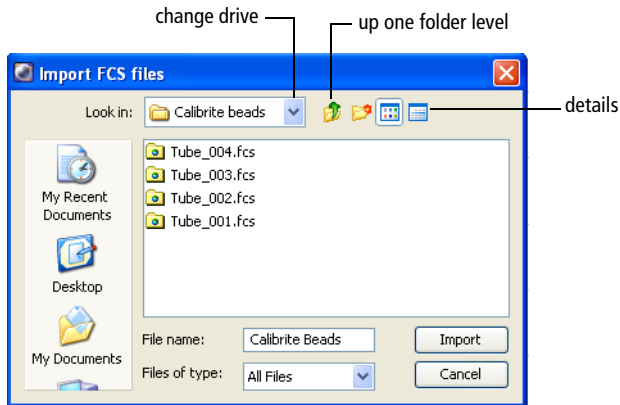 change drive
up one folder level
Import FCS files
Look in:
Calibrite beads
details
Tube_004.fcs
Tube_003.fcs
Tube_002.fcs
Tube_001.fcs
My Recent
Documents
Desktop
My Documents
File name:
Calibrite Beads
Import
Files of type:
All Files
Cancel